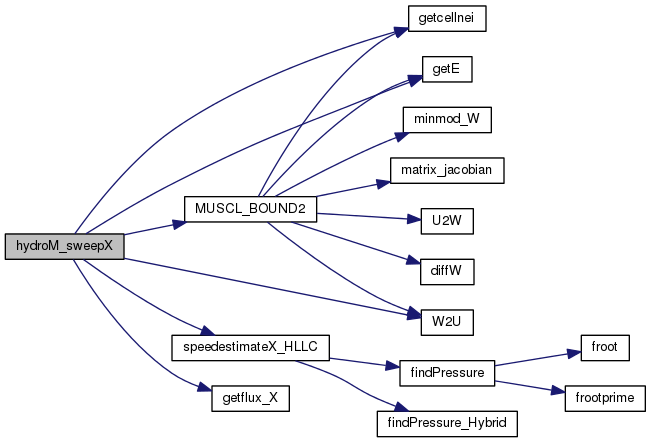 getcellnei
getE
minmod_W
matrix_jacobian
MUSCL_BOUND2
U2W
hydroM_sweepX
diffW
W2U
speedestimateX_HLLC
froot
findPressure
getflux_X
frootprime
findPressure_Hybrid